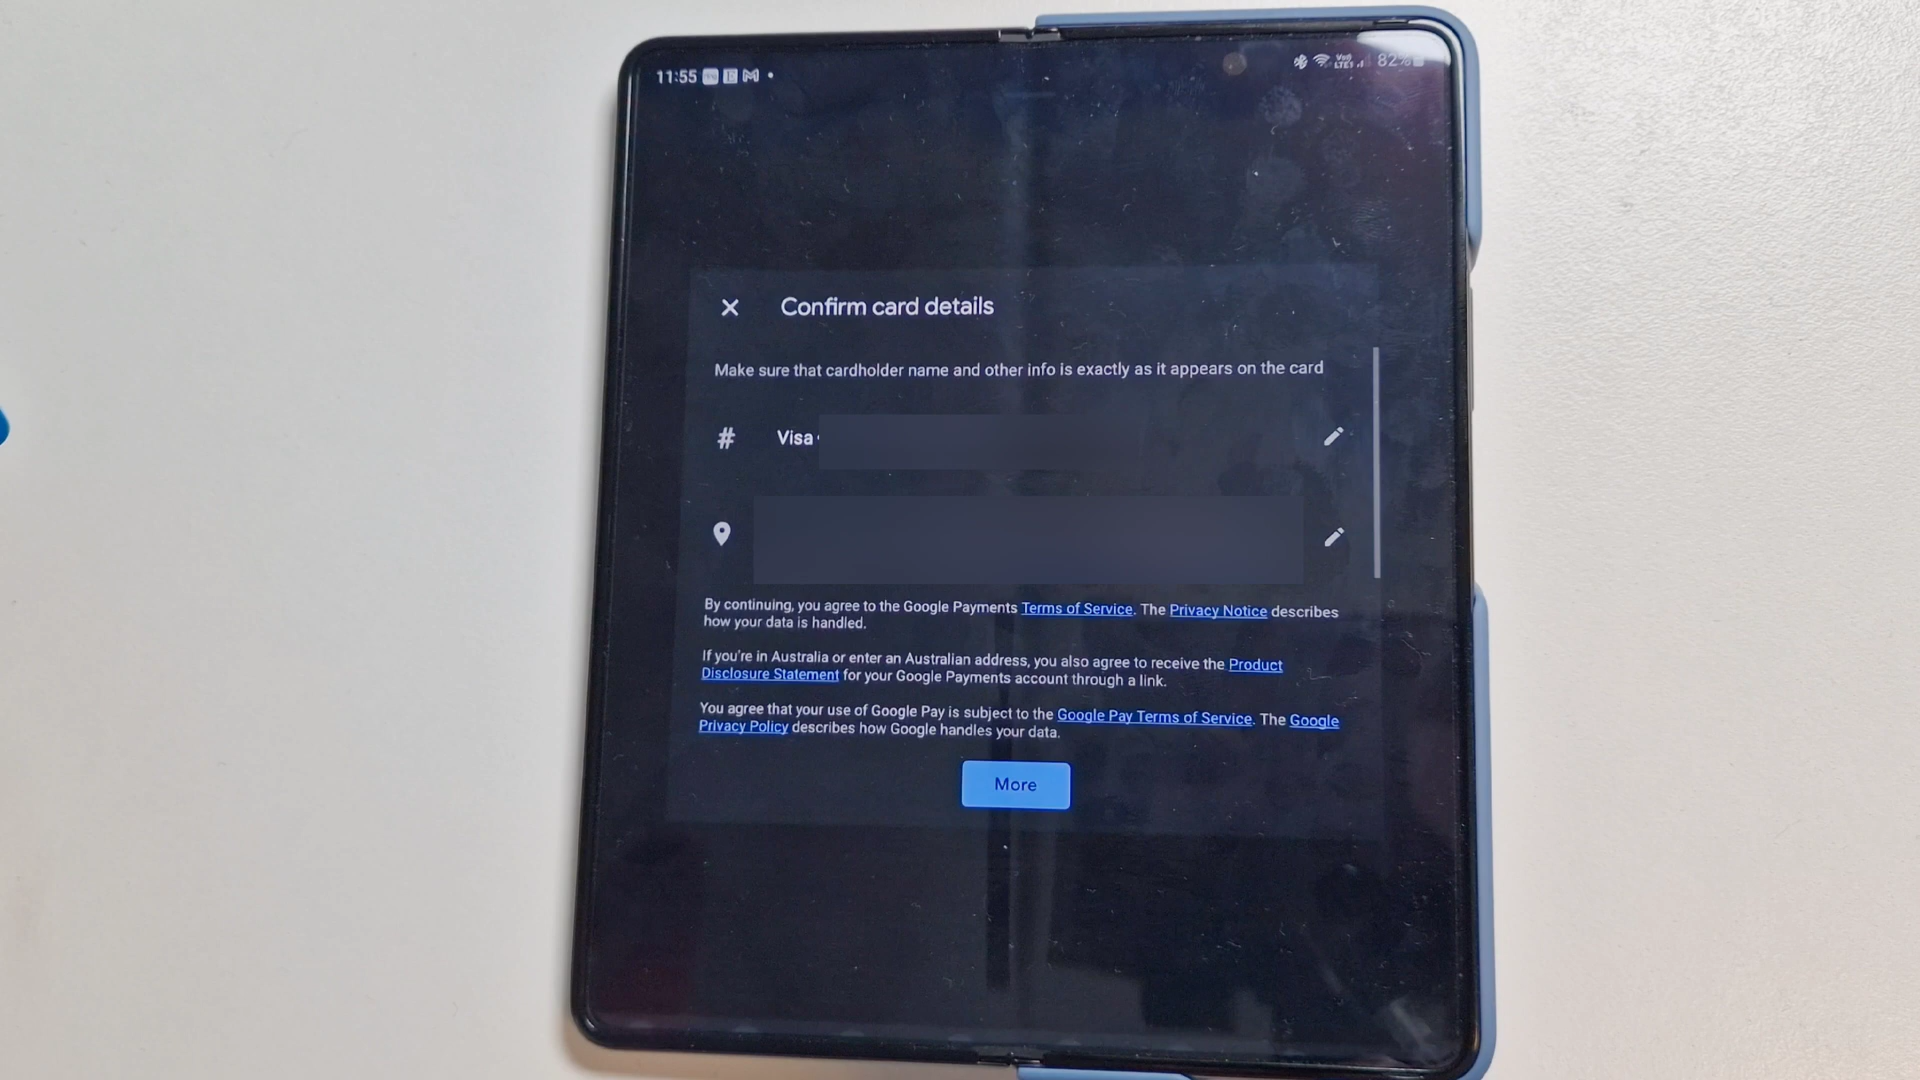 11:55
82%
Confirm card details
Make sure that cardholder name and other info is exactly as it appears on the card
# Visa
By continuing, you agree to the Google Payments Terms of Service. The Privacy Notice describes
how your data is handled.
If you're in Australia or enter an Australian address, you also agree to receive the Product
Disclosure Statement for your Google Payments account through a link.
You agree that your use of Google Pay is subject to the Google Pay Terms of Service. The Google
Privacy Policy describes how Google handles your data.
More